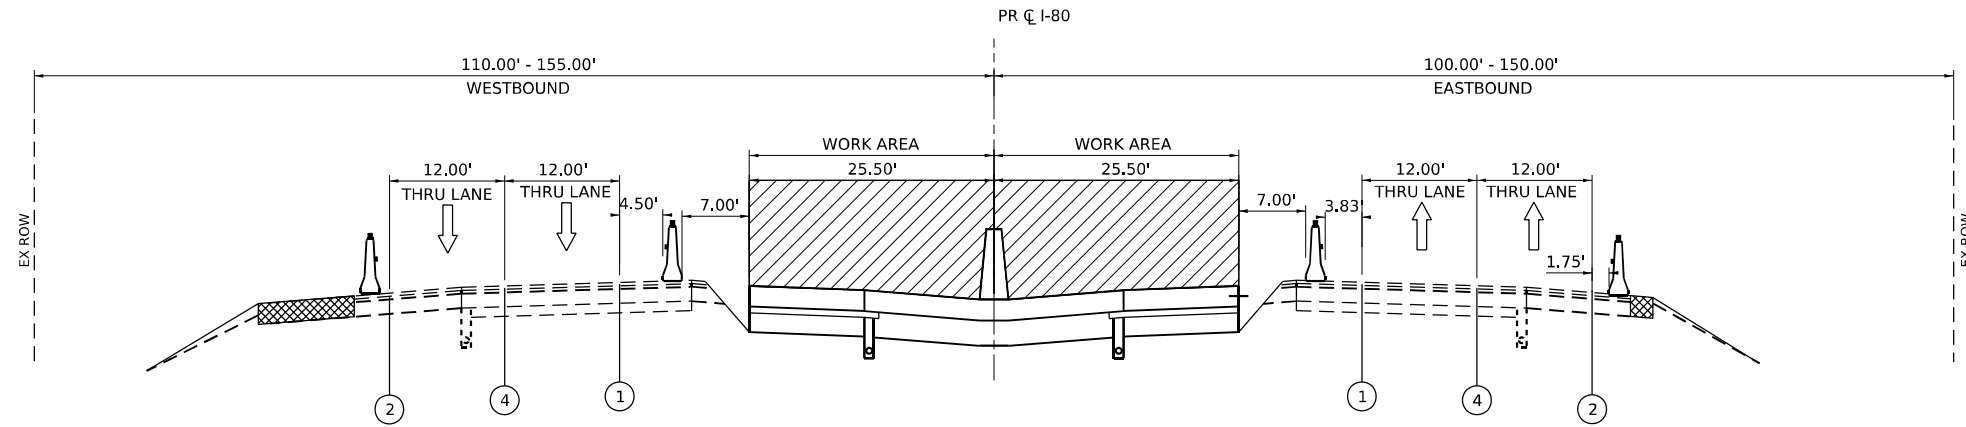 PR ℄ I-80
110.00' - 155.00'
100.00' - 150.00'
WESTBOUND
EASTBOUND
WORK AREA
WORK AREA
25.50'
25.50'
12.00'
12.00'
12.00'
12.00'
THRU LANE
THRU LANE
THRU LANE
THRU LANE
4.50'
7.00'
7.00'
3.83'
EX ROW
EX ROW
1.75'
2
4
1
1
4
2